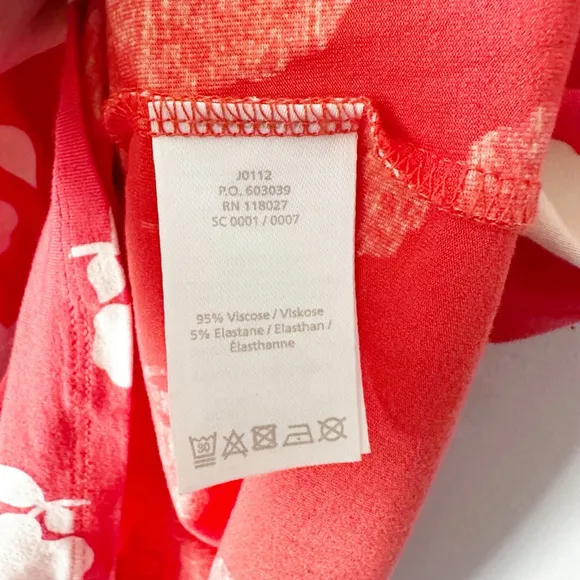 J0112
P.O. 603039
RN 118027
SC 0001 / 0007
95% Viscose / Viskose
5% Elastane / Elasthan /
Élasthanne
30